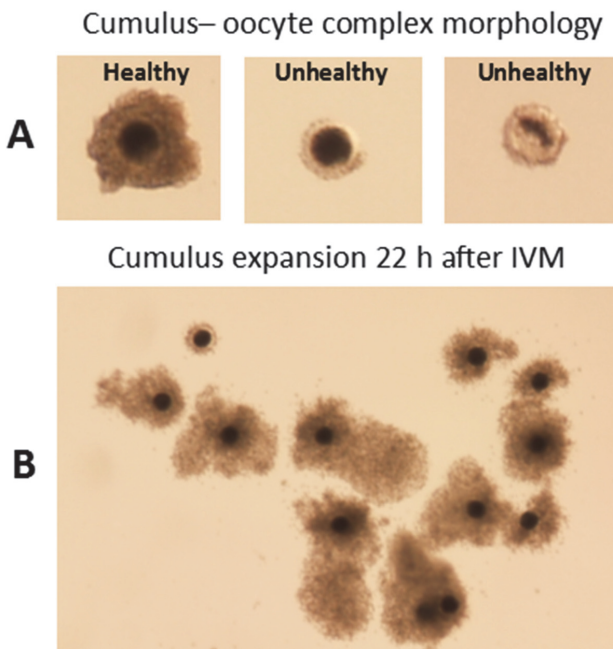 Cumulus– oocyte complex morphology
Healthy
Unhealthy
Unhealthy
A
Cumulus expansion 22 h after IVM
B